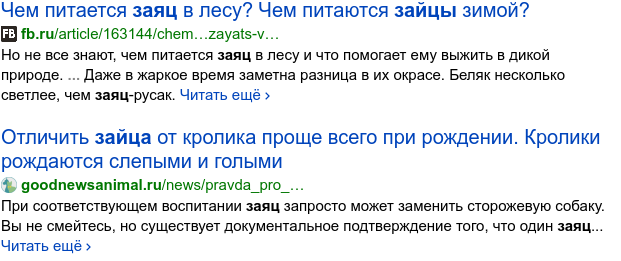 Чем питается заяц в лесу? Чем питаются зайцы зимой?
fb.ru/article/163144/chem…zayats-v…
Но не все знают, чем питается заяц в лесу и что помогает ему выжить в дикой
природе. ... Даже в жаркое время заметна разница в их окрасе. Беляк несколько
светлее, чем заяц-русак. Читать ещё ›
Отличить зайца от кролика проще всего при рождении. Кролики
рождаются слепыми и голыми
goodnewsanimal.ru/news/pravda_pro_…
При соответствующем воспитании заяц запросто может заменить сторожевую собаку.
Вы не смейтесь, но существует документальное подтверждение того, что один заяц...
Читать ещё ›